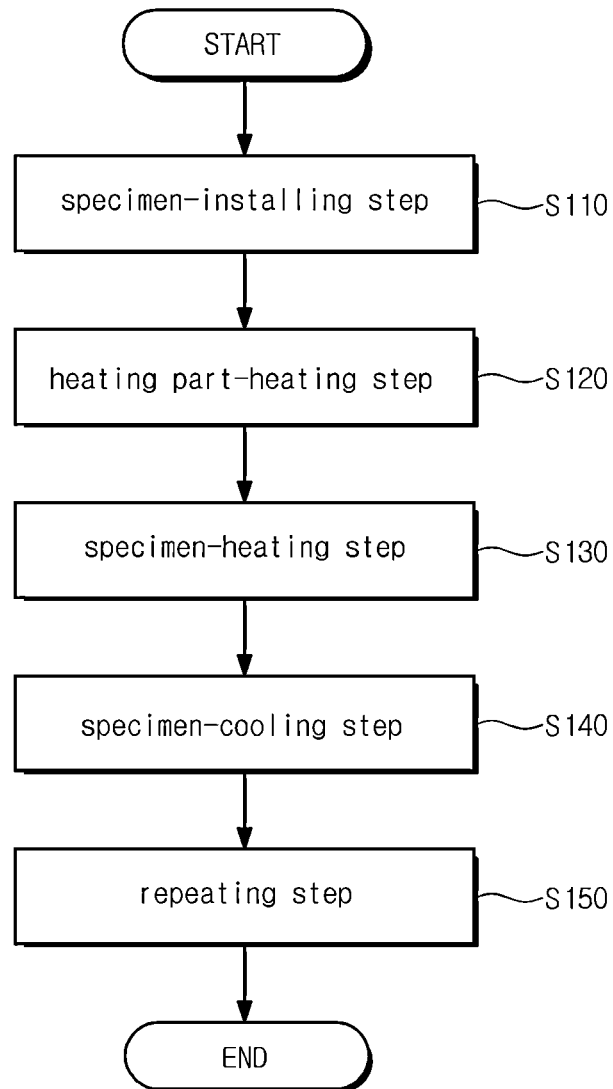 START
specimen-installing step
S110
heating part-heating step
S120
specimen-heating step
S130
specimen-cooling step
S140
repeating step
S150
END